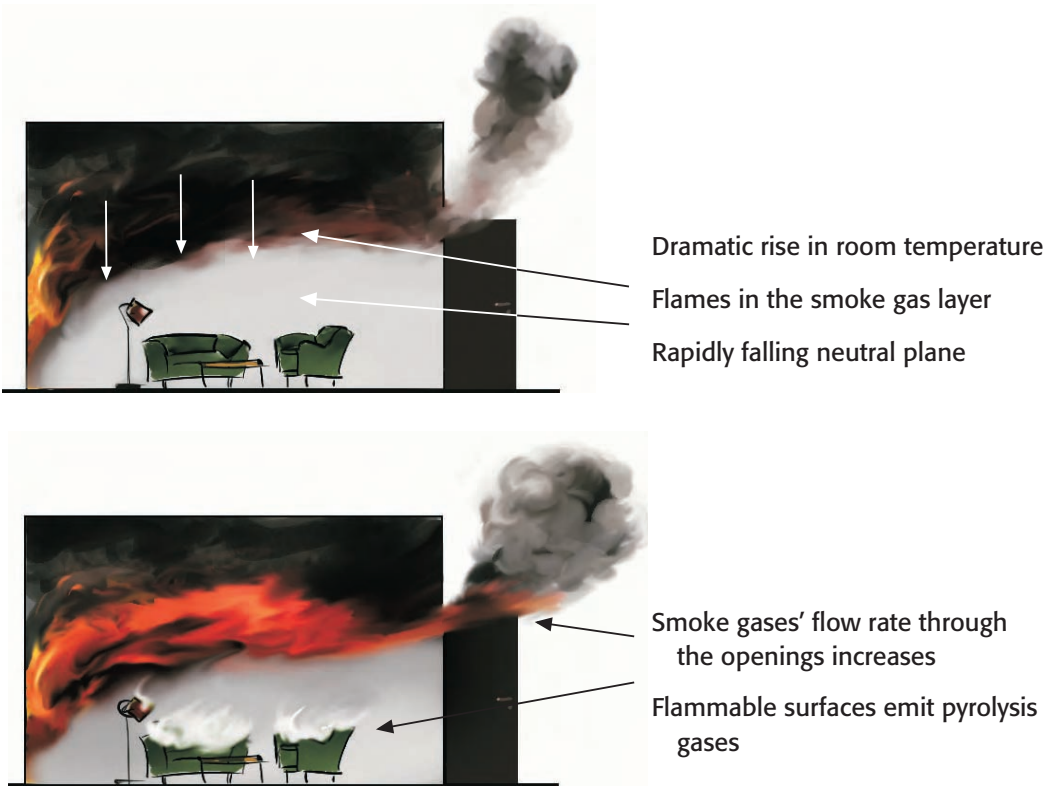 Dramatic rise in room temperature
Flames in the smoke gas layer
Rapidly falling neutral plane
Smoke gases’ flow rate through
the openings increases
Flammable surfaces emit pyrolysis
gases